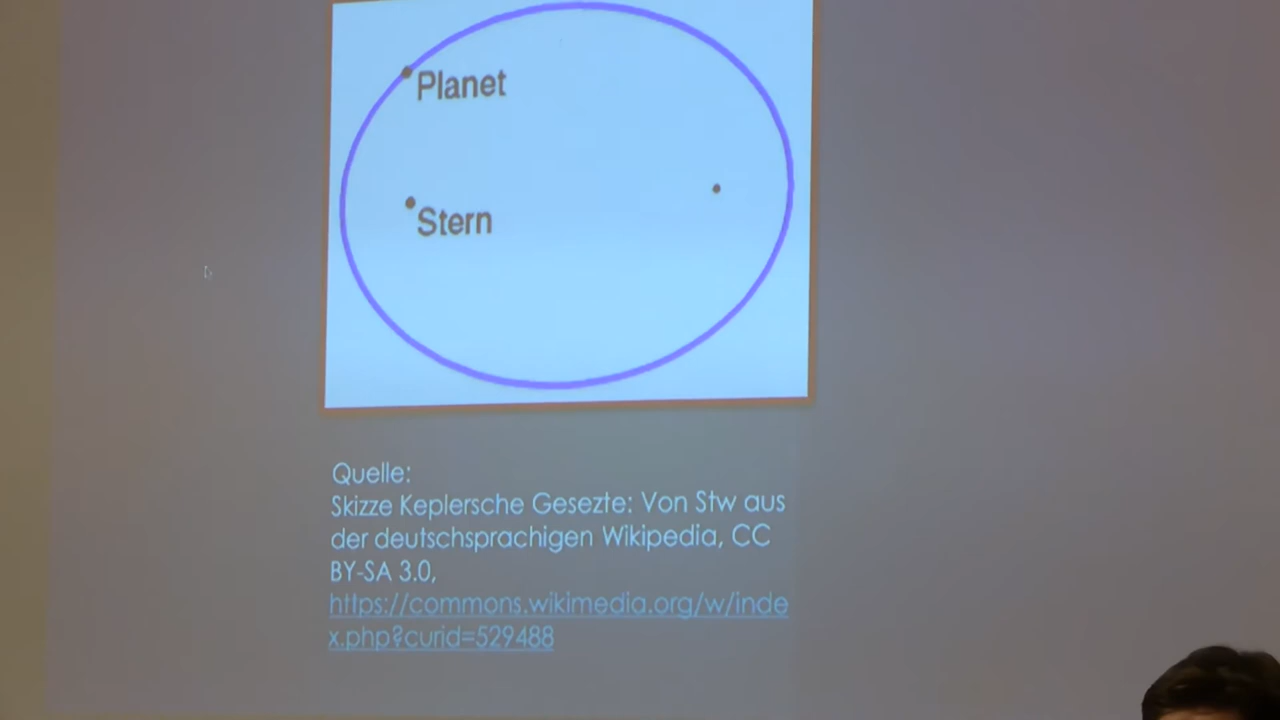 Planet
Stern
Quelle:
Skizze Keplersche Gesezte: Von Stw aus
der deutschsprachigen Wikipedia, CC
BY-SA 3.0,
https://commons.wikimedia.org/w/inde
x.php?curid=529488